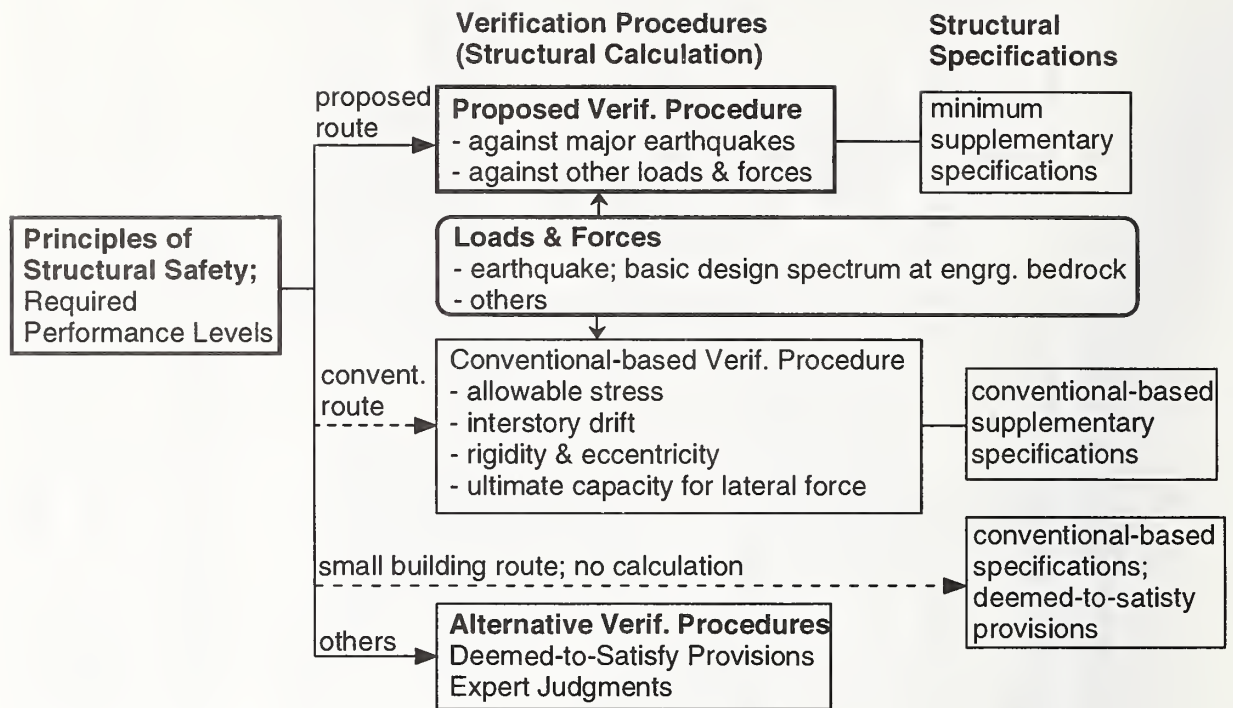 Verification Procedures
(Structural Calculation)
Structural
Specifications
proposed
route
Proposed Verif. Procedure
- against major earthquakes
- against other loads & forces
minimum
supplementary
specifications
Principles of
Structural Safety;
Required
Performance Levels
Loads & Forces
- earthquake; basic design spectrum at engrg. bedrock
- others
convent.
route
Conventional-based Verif. Procedure
- allowable stress
- interstory drift
- rigidity & eccentricity
- ultimate capacity for lateral force
conventional-based
supplementary
specifications
small building route; no calculation
conventional-based
specifications;
deemed-to-satisty
provisions
others
Alternative Verif. Procedures
Deemed-to-Satisfy Provisions
Expert Judgments